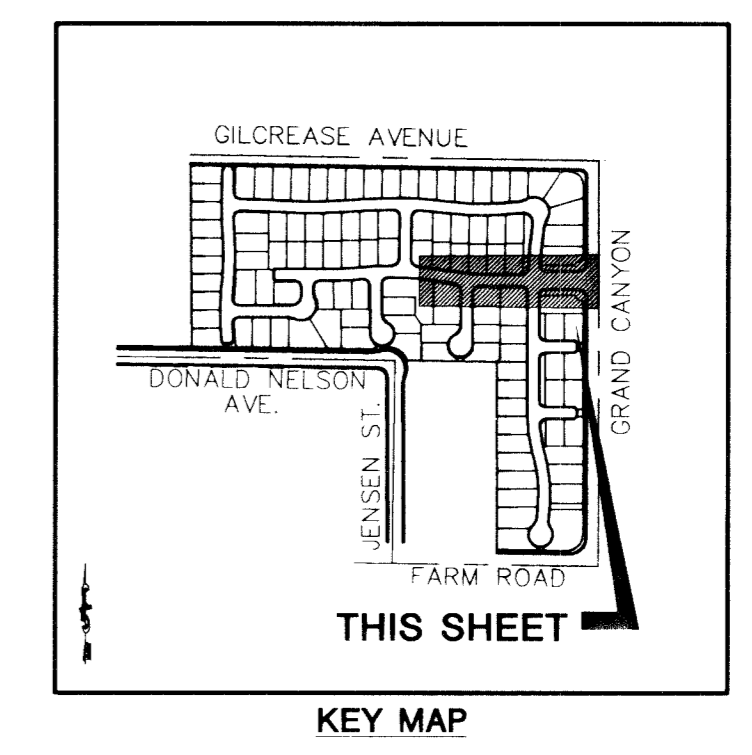 GILCREASE AVENUE
GRAND CANYON
DONALD NELSON
AVE.
JENSEN ST.
FARM ROAD
THIS SHEET
KEY MAP